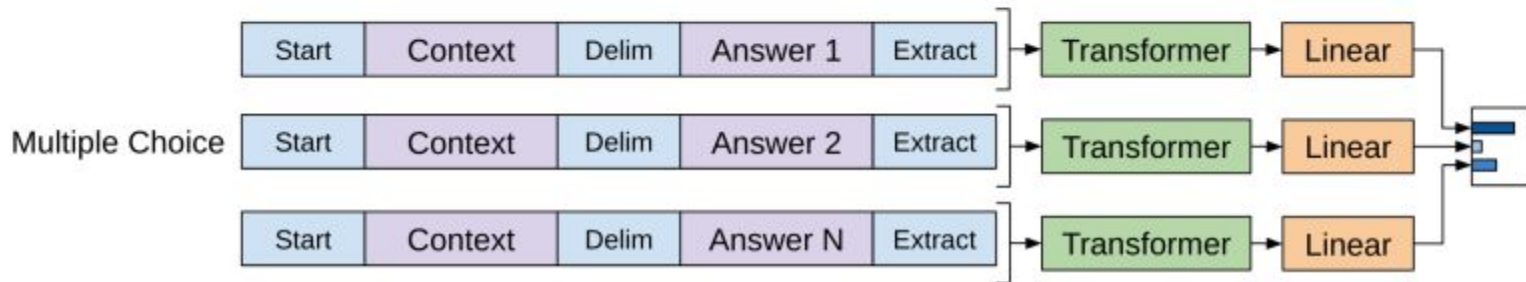 Start Context Delim Answer 1 Extract Transformer Linear
Multiple Choice Start Context Delim Answer 2 Extract Transformer Linear
Start Context Delim Answer N Extract Transformer Linear